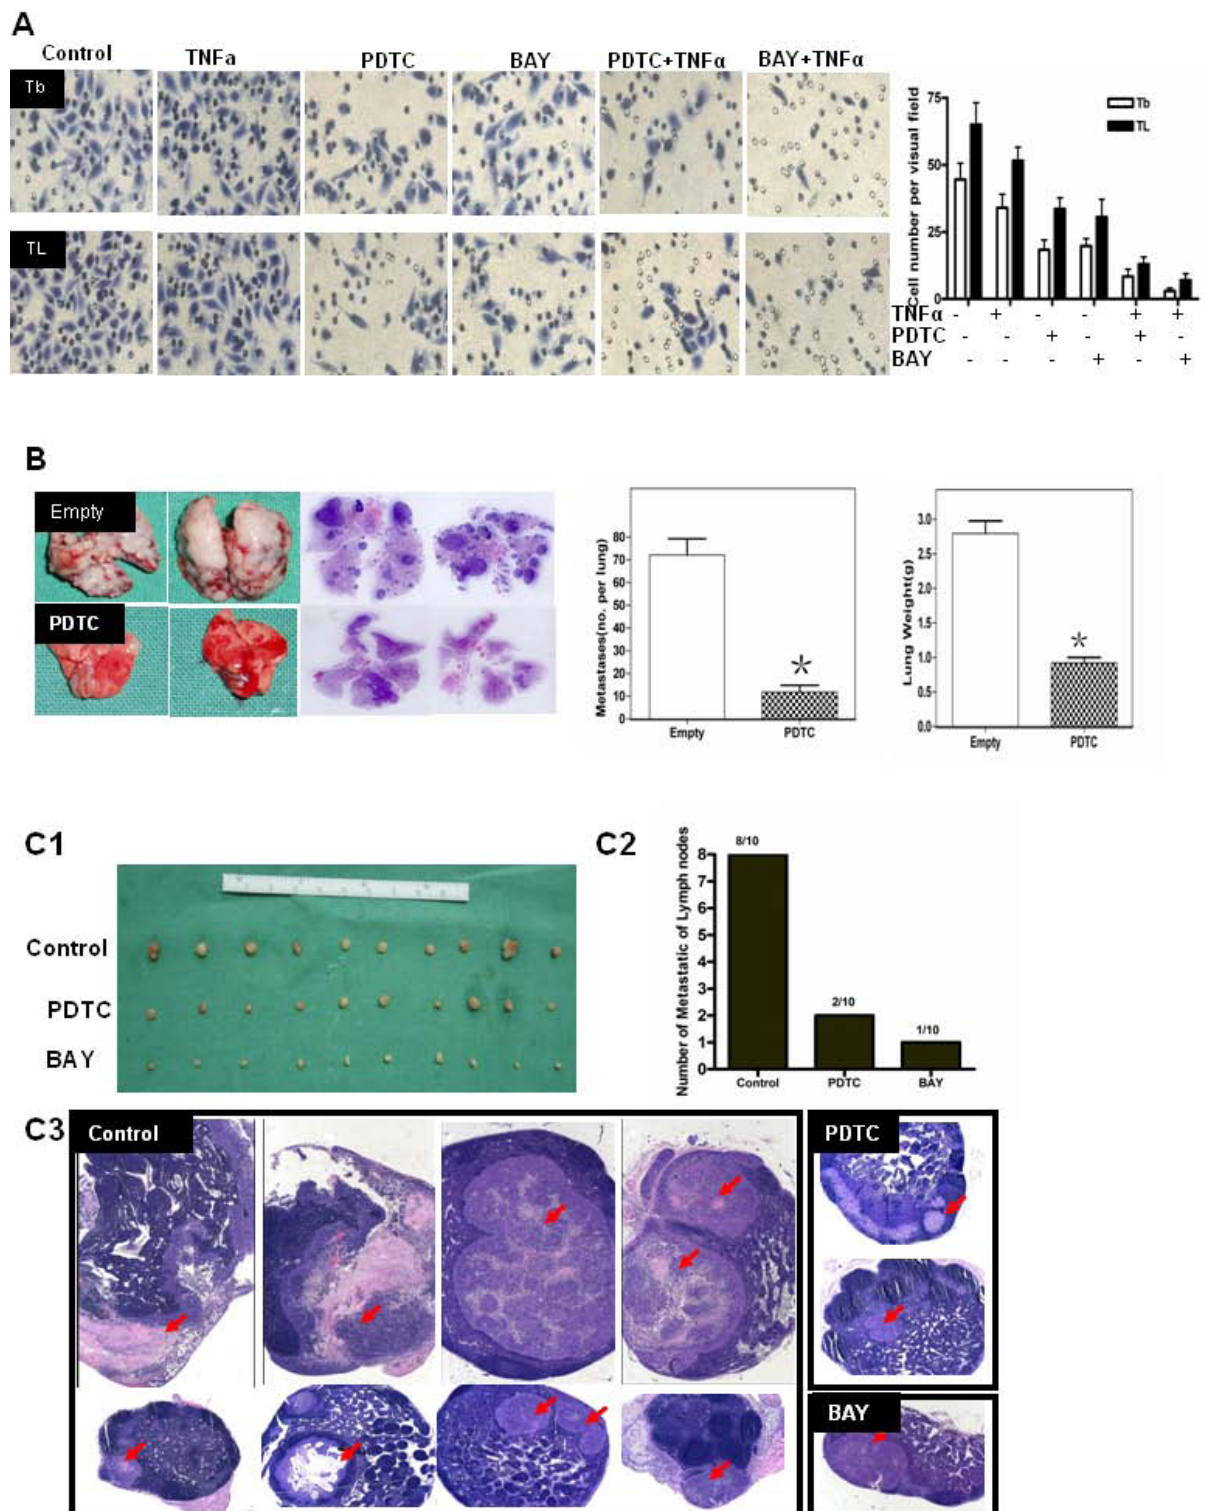 A
Control TNFa PDTC BAY PDTC+TNFα BAY+TNFα
Tb
TL
Cell number per visual field
75
50
25
0
Tb
TL
TNFα - + - - + +
PDTC - - + - + -
BAY - - - + - +
B
Empty
PDTC
Metastases(no. per lung)
80
70
60
50
40
30
20
10
0
*
Empty PDTC
Lung Weight(g)
3.0
2.5
2.0
1.5
1.0
0.5
0.0
*
Empty PDTC
C1
Control
PDTC
BAY
C2
Number of Metastatic of Lymph nodes
8
7
6
5
4
3
2
1
0
8/10
2/10
1/10
Control PDTC BAY
C3
Control
PDTC
BAY